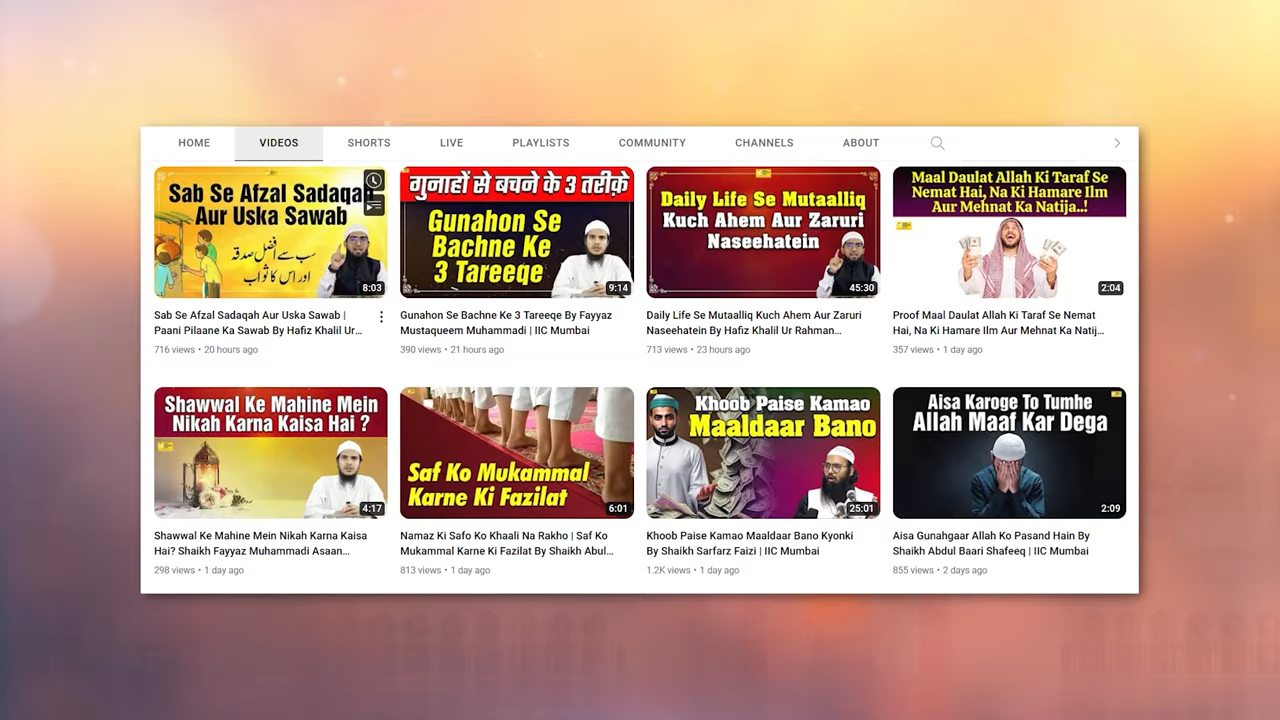 HOME VIDEOS SHORTS LIVE PLAYLISTS COMMUNITY CHANNELS ABOUT
Sab Se Afzal Sadaqah
Aur Uska Sawab
سب سے افضل صدقہ
اور اس کا ثواب
8:03
Sab Se Afzal Sadaqah Aur Uska Sawab |
Paani Pilaane Ka Sawab By Hafiz Khalil Ur...
716 views • 20 hours ago
गुनाहों से बचने के 3 तरीक़े
Gunahon Se
Bachne Ke
3 Tareeqe
9:14
Gunahon Se Bachne Ke 3 Tareeqe By Fayyaz
Mustaqueem Muhammadi | IIC Mumbai
390 views • 21 hours ago
Daily Life Se Mutaalliq
Kuch Ahem Aur Zaruri
Naseehatein
45:30
Daily Life Se Mutaalliq Kuch Ahem Aur Zaruri
Naseehatein By Hafiz Khalil Ur Rahman...
713 views • 23 hours ago
Maal Daulat Allah Ki Taraf Se
Nemat Hai, Na Ki Hamare Ilm
Aur Mehnat Ka Natija..!
2:04
Proof Maal Daulat Allah Ki Taraf Se Nemat
Hai, Na Ki Hamare Ilm Aur Mehnat Ka Natij...
357 views • 1 day ago
Shawwal Ke Mahine Mein
Nikah Karna Kaisa Hai ?
4:17
Shawwal Ke Mahine Mein Nikah Karna Kaisa
Hai? Shaikh Fayyaz Muhammadi Asaan...
298 views • 1 day ago
Saf Ko Mukammal
Karne Ki Fazilat
6:01
Namaz Ki Safo Ko Khaali Na Rakho | Saf Ko
Mukammal Karne Ki Fazilat By Shaikh Abul...
813 views • 1 day ago
Khoob Paise Kamao
Maaldaar Bano
25:01
Khoob Paise Kamao Maaldaar Bano Kyonki
By Shaikh Sarfarz Faizi | IIC Mumbai
1.2K views • 1 day ago
Aisa Karoge To Tumhe
Allah Maaf Kar Dega
2:09
Aisa Gunahgaar Allah Ko Pasand Hain By
Shaikh Abdul Baari Shafeeq | IIC Mumbai
855 views • 2 days ago